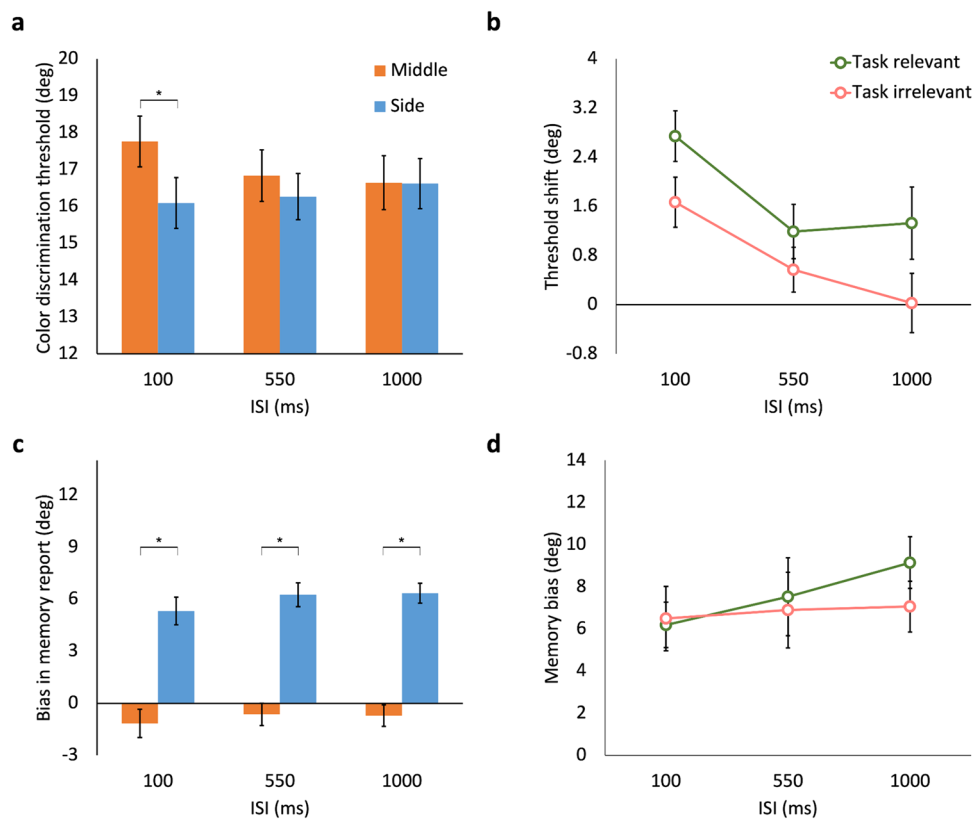 a
Color discrimination threshold (deg)
20
19
18
17
16
15
14
13
12
*
Middle
Side
100 550 1000
ISI (ms)
b
Threshold shift (deg)
4
3.2
2.4
1.6
0.8
0
-0.8
Task relevant
Task irrelevant
100 550 1000
ISI (ms)
c
Bias in memory report (deg)
12
9
6
3
0
-3
* * *
100 550 1000
ISI (ms)
d
Memory bias (deg)
14
12
10
8
6
4
2
0
100 550 1000
ISI (ms)